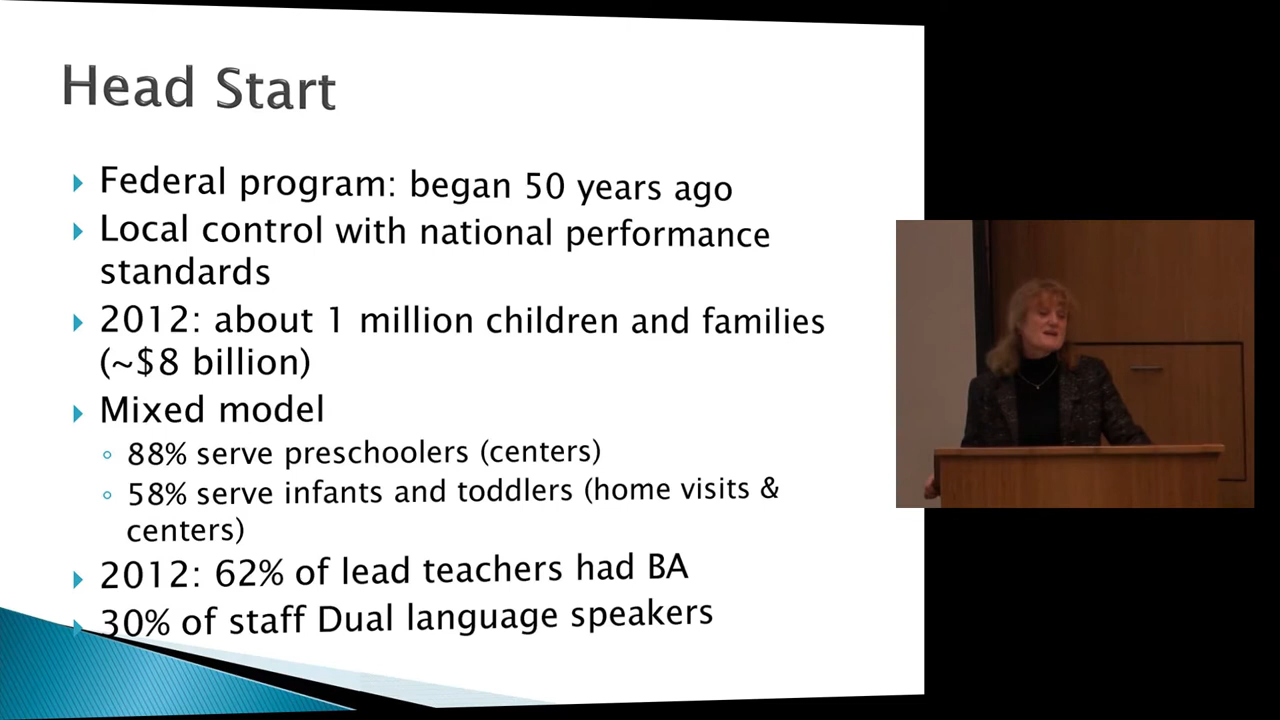 Head Start
Federal program: began 50 years ago
Local control with national performance
standards
2012: about 1 million children and families
(~$8 billion)
Mixed model
88% serve preschoolers (centers)
58% serve infants and toddlers (home visits &
centers)
2012: 62% of lead teachers had BA
30% of staff Dual language speakers